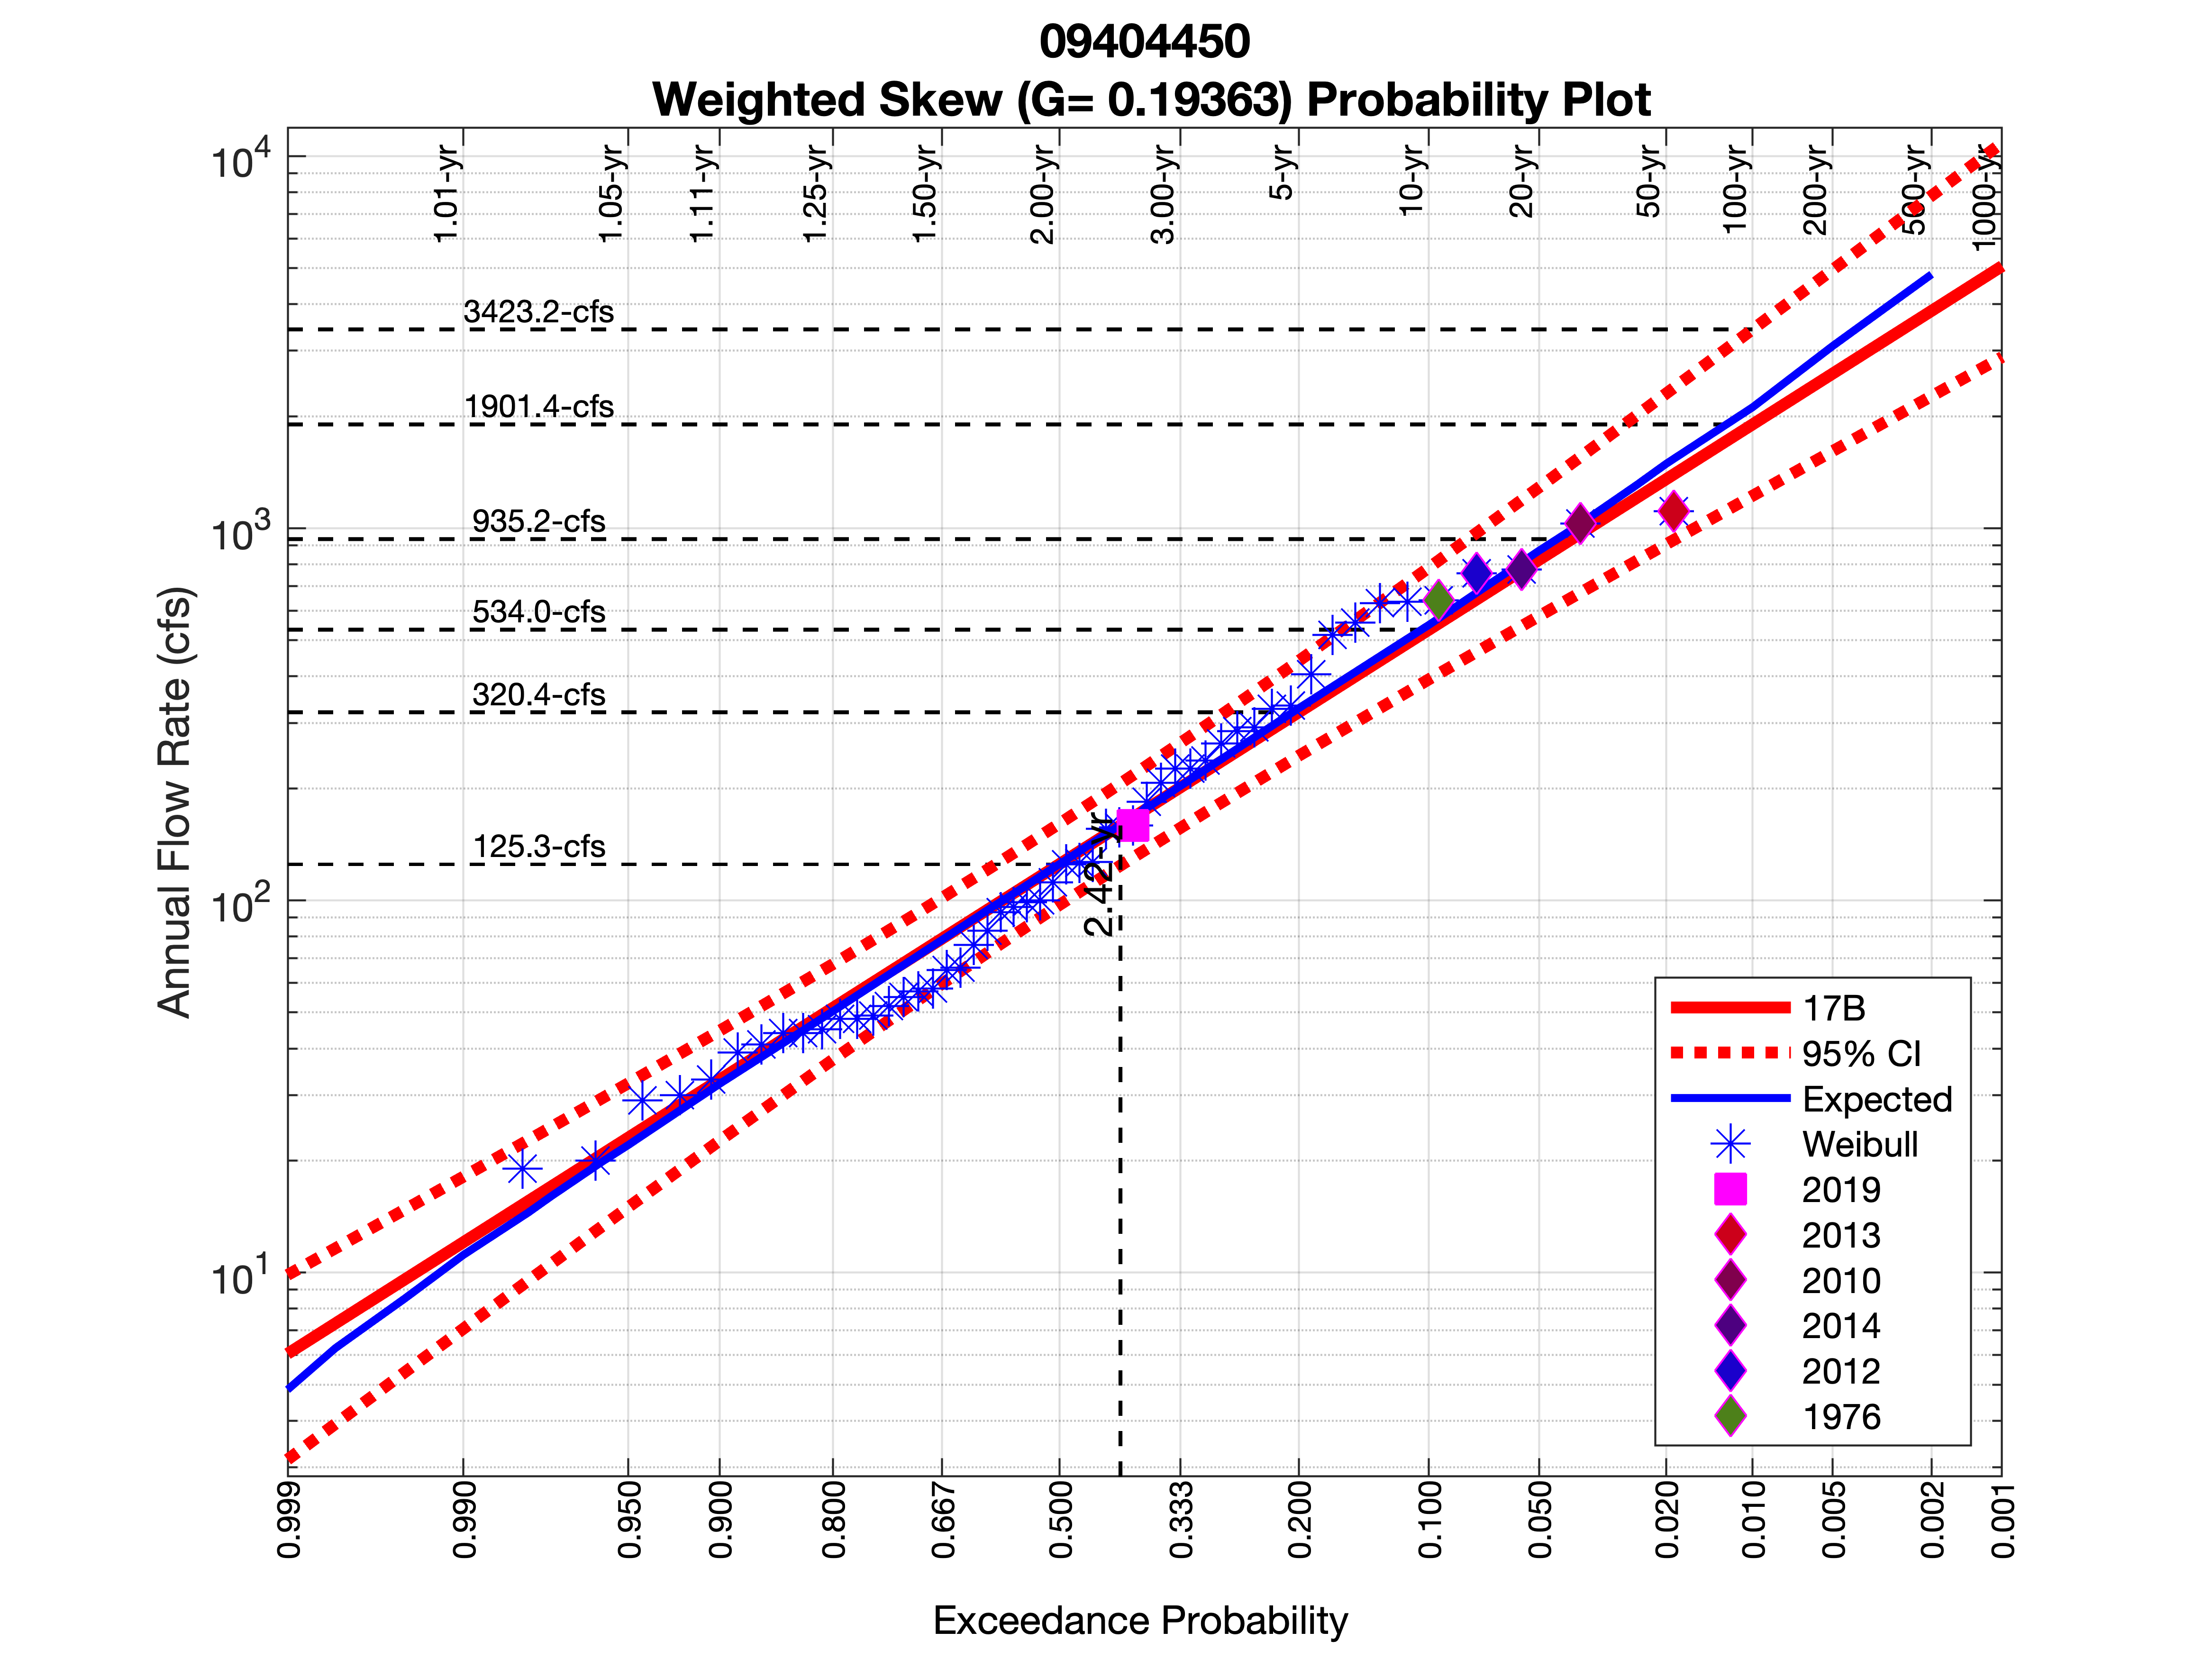 09404450
Weighted Skew (G= 0.19363) Probability Plot
1.01-yr
1.05-yr
1.11-yr
1.25-yr
1.50-yr
2.00-yr
3.00-yr
5-yr
10-yr
20-yr
50-yr
100-yr
200-yr
500-yr
1000-yr
10^4
10^3
10^2
10^1
Annual Flow Rate (cfs)
3423.2-cfs
1901.4-cfs
935.2-cfs
534.0-cfs
320.4-cfs
125.3-cfs
2.42-yr
17B
95% CI
Expected
Weibull
2019
2013
2010
2014
2012
1976
0.999
0.990
0.950
0.900
0.800
0.667
0.500
0.333
0.200
0.100
0.050
0.020
0.010
0.005
0.002
0.001
Exceedance Probability